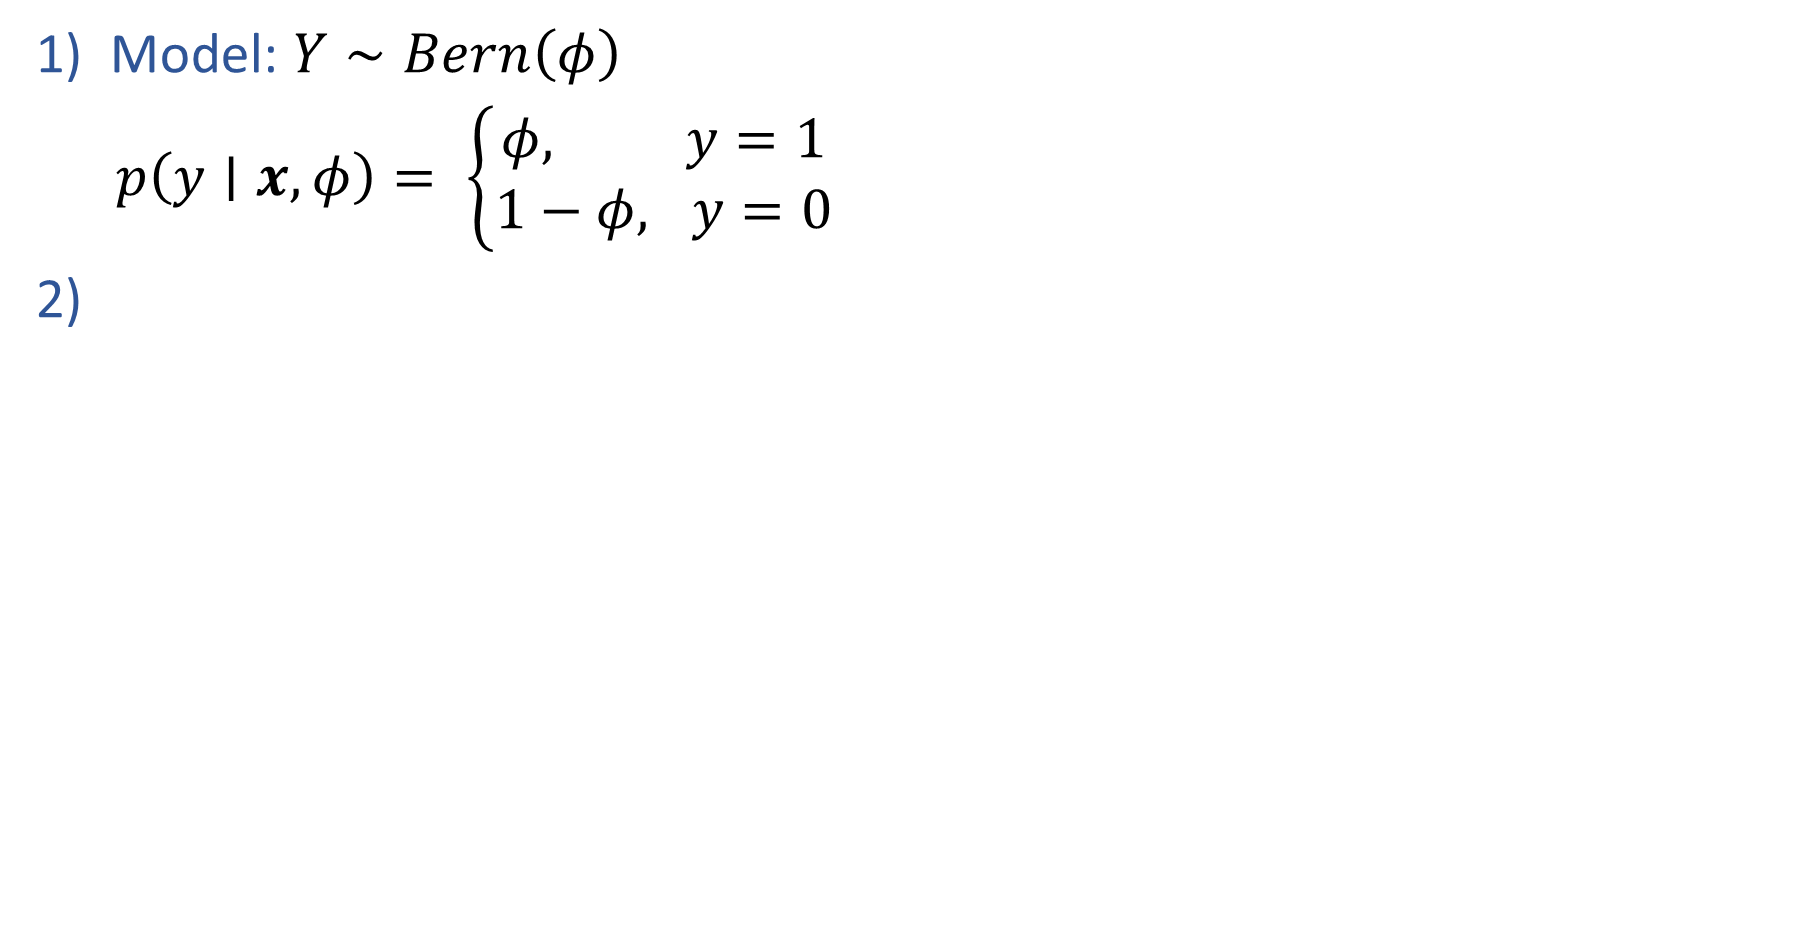 1) Model: Y ~ Bern(ϕ)
p(y ∣ x, ϕ) = { ϕ, y = 1
1 − ϕ, y = 0
2)